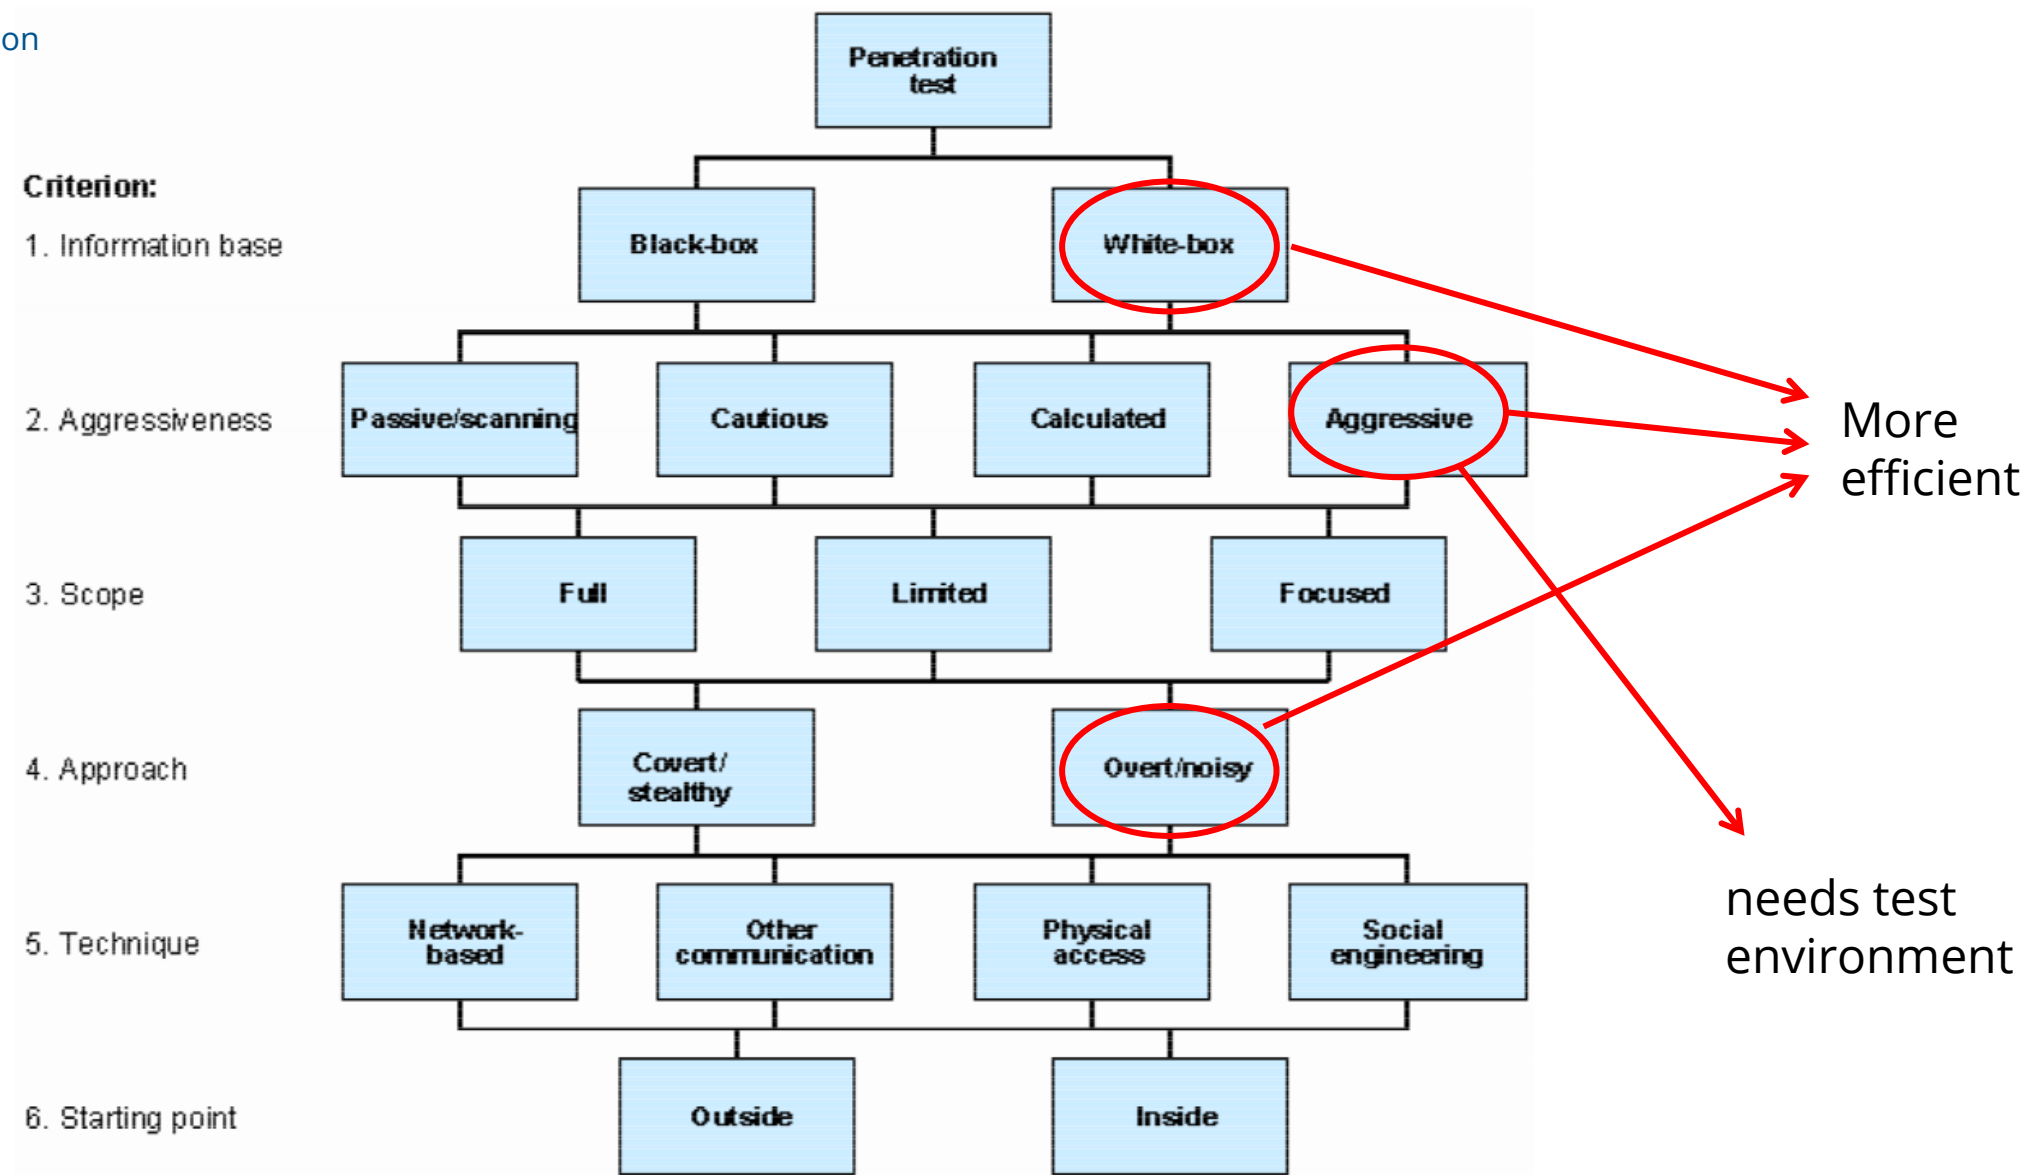 on
Penetration
test
Criterion:
1. Information base
Black-box
White-box
2. Aggressiveness
Passive/scanning
Cautious
Calculated
Aggressive
More
efficient
3. Scope
Full
Limited
Focused
4. Approach
Covert/
stealthy
Overt/noisy
5. Technique
Network-
based
Other
communication
Physical
access
Social
engineering
needs test
environment
6. Starting point
Outside
Inside